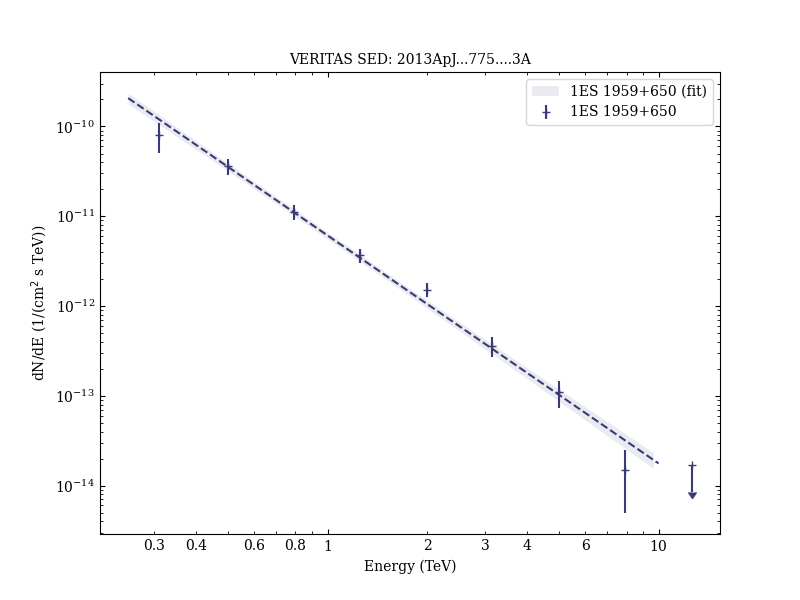 VERITAS SED: 2013ApJ...775....3A
1ES 1959+650 (fit)
1ES 1959+650
dN/dE (1/(cm² s TeV))
10⁻¹⁰
10⁻¹¹
10⁻¹²
10⁻¹³
10⁻¹⁴
0.3 0.4 0.6 0.8 1 2 3 4 6 10
Energy (TeV)